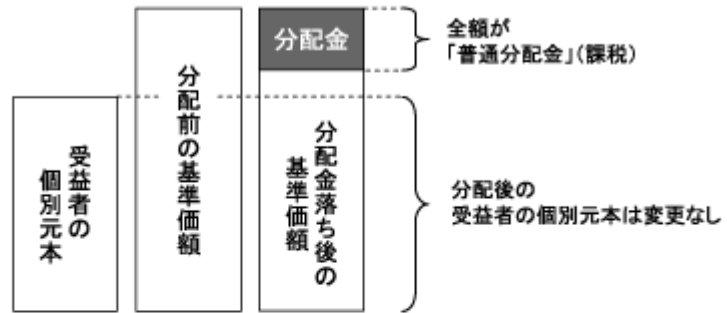 受益者の
個別元本
分配前の基準価額
分配金
分配金落ち後の
基準価額
全額が
「普通分配金」(課税)
分配後の
受益者の個別元本は変更なし